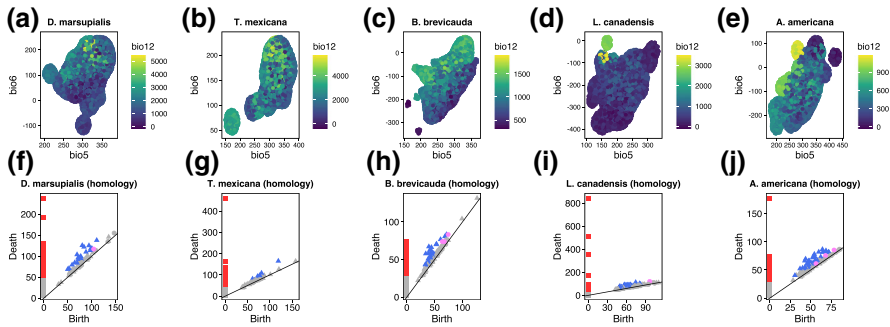 (a) D. marsupialis
bio12
5000
4000
3000
2000
1000
0
bio6
200
100
0
-100
200 250 300 350
bio5
(b) T. mexicana
bio12
4000
2000
0
bio6
200
150
100
50
150 200 250 300 350 400
bio5
(c) B. brevicauda
bio12
1500
1000
500
bio6
0
-100
-200
-300
150 200 250 300 350
bio5
(d) L. canadensis
bio12
3000
2000
1000
0
bio6
0
-100
-200
-300
-400
100 150 200 250 300
bio5
(e) A. americana
bio12
900
600
300
0
bio6
100
0
-100
-200
200 250 300 350 400 450
bio5
(f) D. marsupialis (homology)
Death
200
150
100
50
0
0 50 100 150
Birth
(g) T. mexicana (homology)
Death
400
300
200
100
0
0 50 100 150
Birth
(h) B. brevicauda (homology)
Death
100
50
0
0 50 100
Birth
(i) L. canadensis (homology)
Death
800
600
400
200
0
0 30 60 90
Birth
(j) A. americana (homology)
Death
150
100
50
0
0 25 50 75
Birth